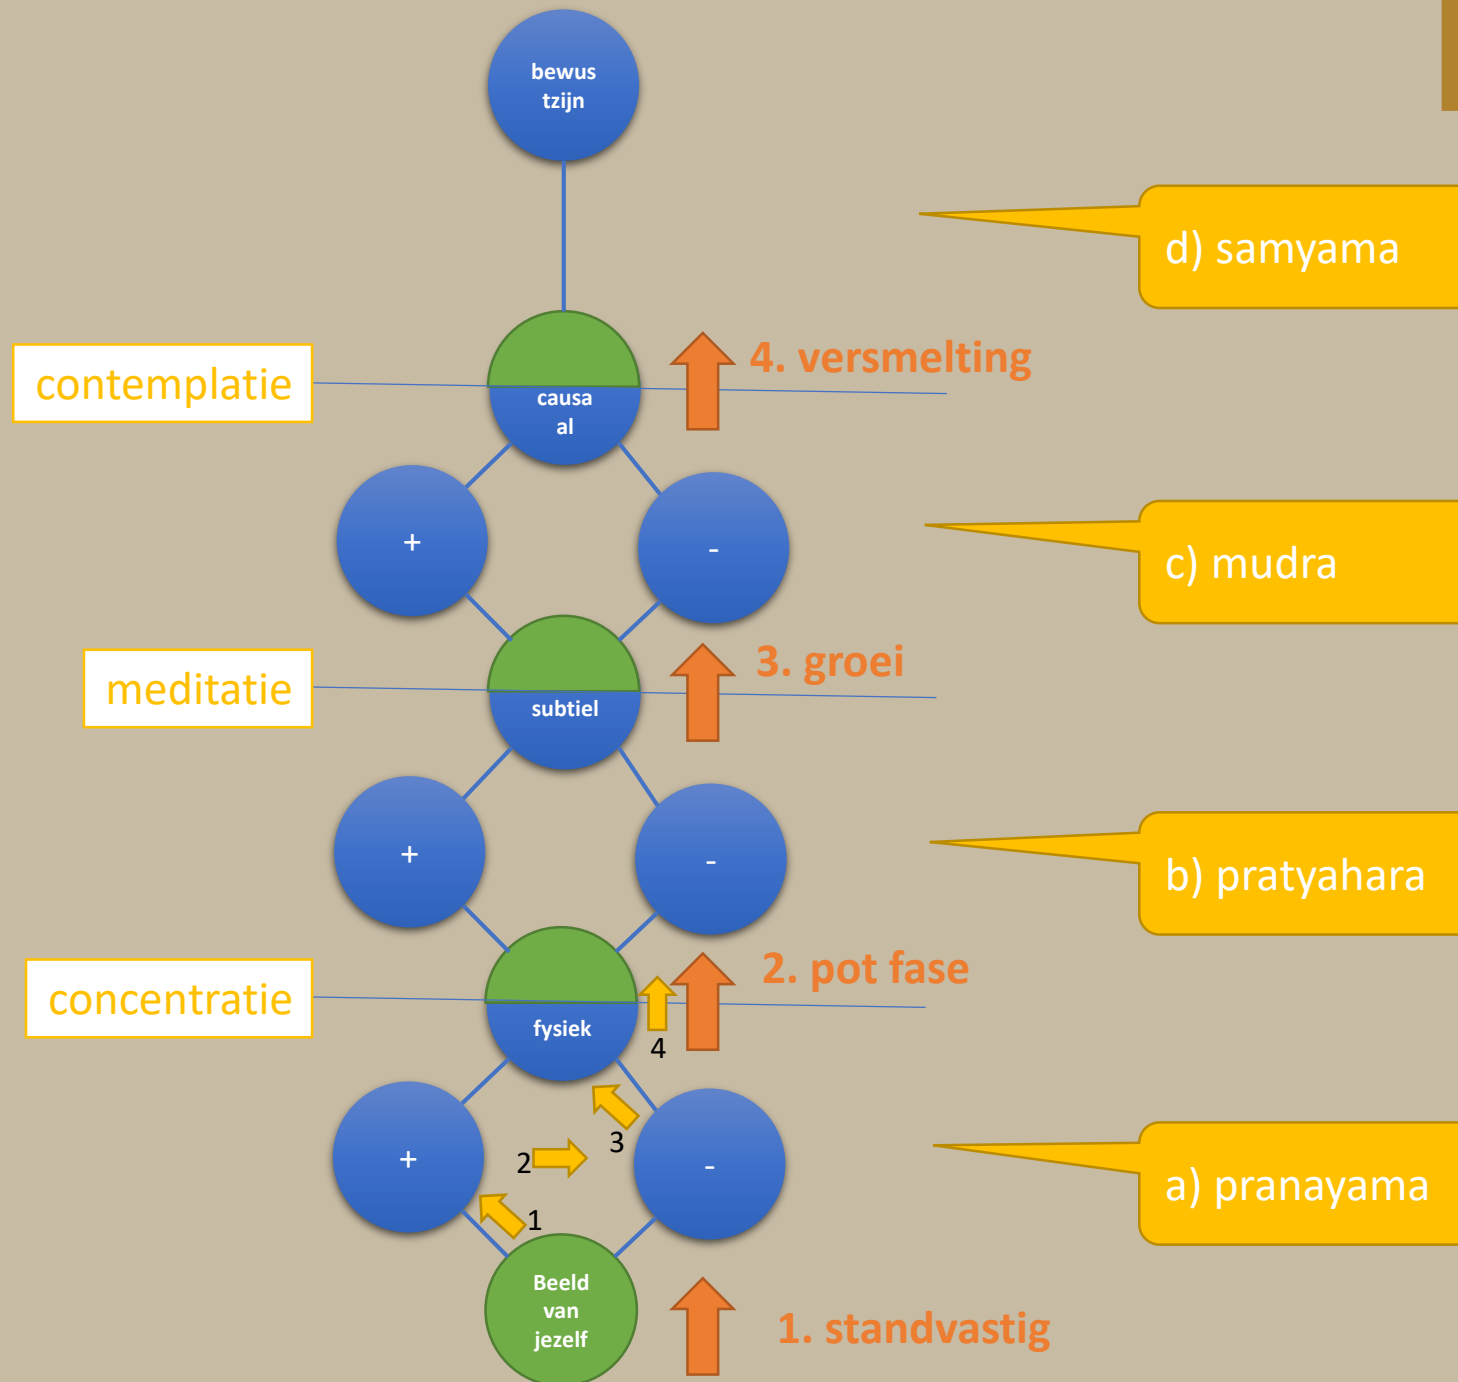 bewus
tzijn
d) samyama
4. versmelting
contemplatie
causa
al
+
-
c) mudra
3. groei
meditatie
subtiel
+
-
b) pratyahara
2. pot fase
concentratie
fysiek
4
3
+
2
-
a) pranayama
1
Beeld
van
jezelf
1. standvastig